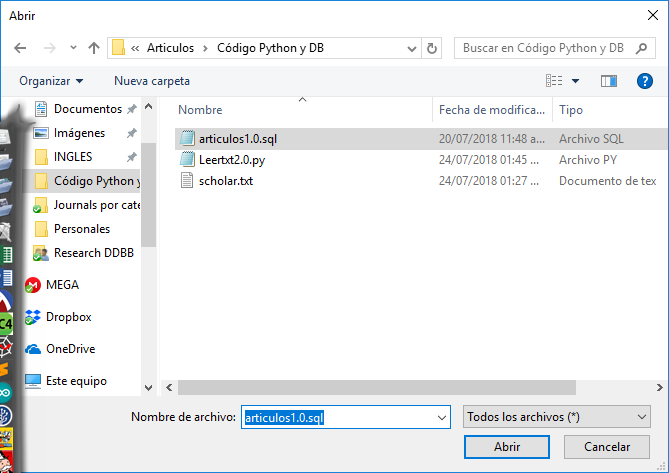 Abrir
« Articulos > Código Python y DB
Buscar en Código Python y DB
Organizar
Nueva carpeta
?
Documentos
Imágenes
INGLES
Código Python y
Journals por cate
Personales
Research DDBB
MEGA
Dropbox
OneDrive
Este equipo
Nombre Fecha de modifica... Tipo
articulos1.0.sql 20/07/2018 11:48 a... Archivo SQL
Leertxt2.0.py 24/07/2018 01:45 ... Archivo PY
scholar.txt 24/07/2018 01:27 ... Documento de tex
C4
Nombre de archivo: articulos1.0.sql Todos los archivos (*)
Abrir Cancelar